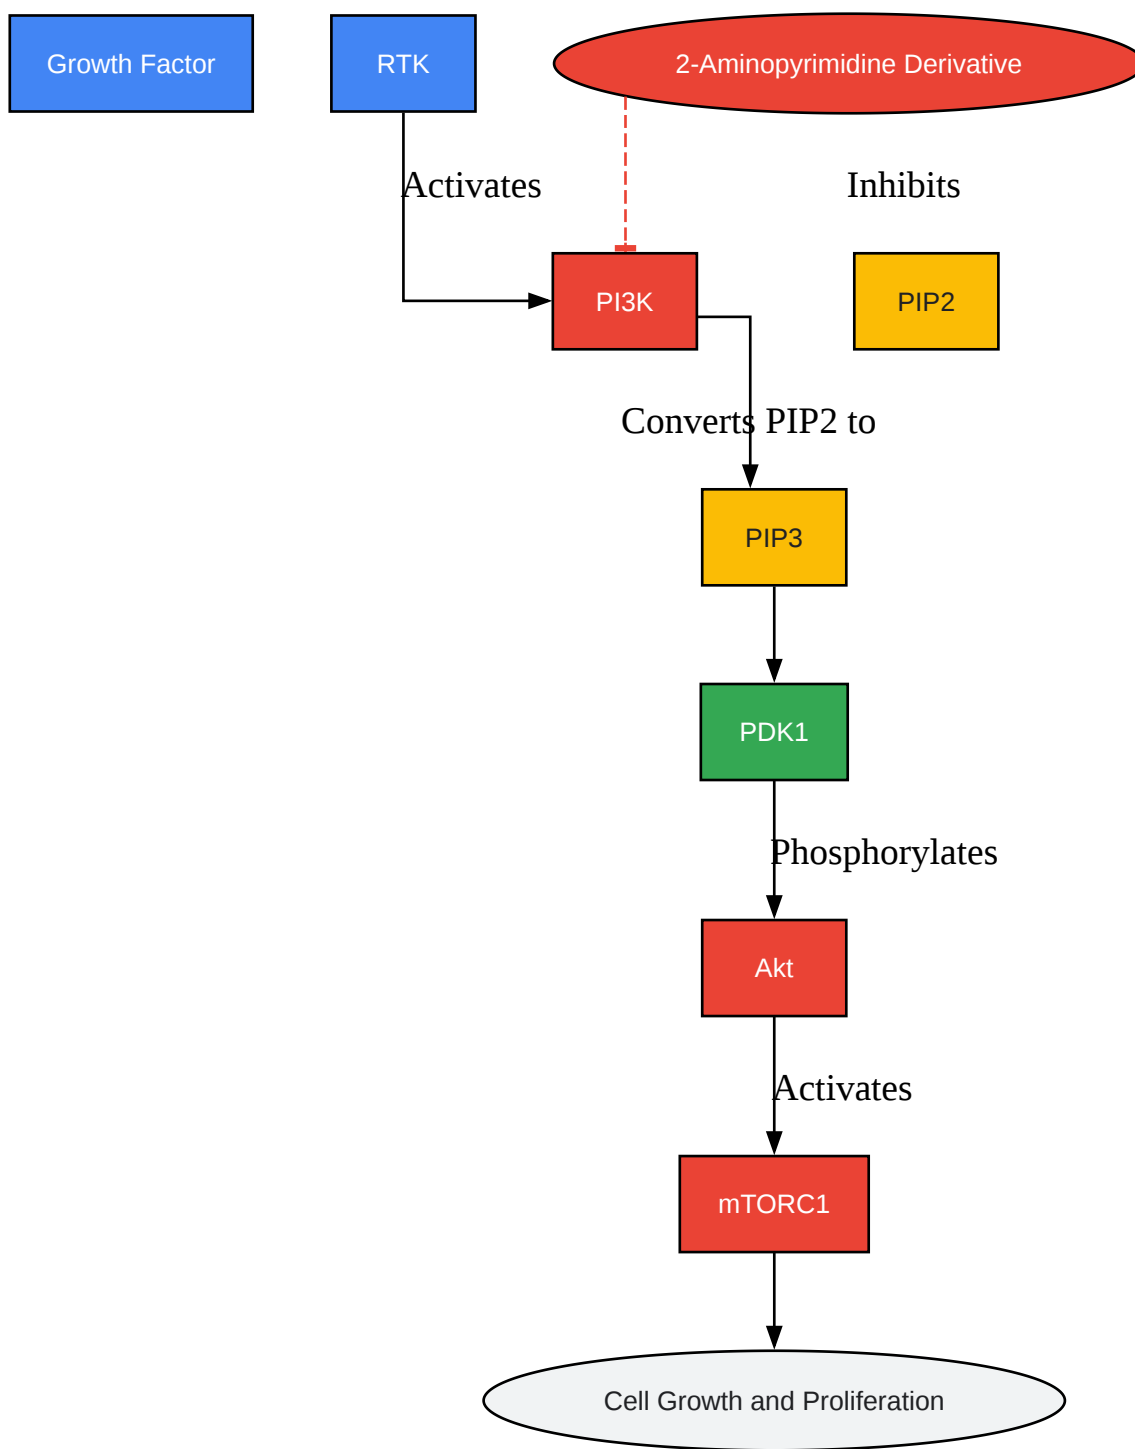 Growth Factor
RTK
2-Aminopyrimidine Derivative
Activates
Inhibits
PI3K
PIP2
Converts PIP2 to
PIP3
PDK1
Phosphorylates
Akt
Activates
mTORC1
Cell Growth and Proliferation